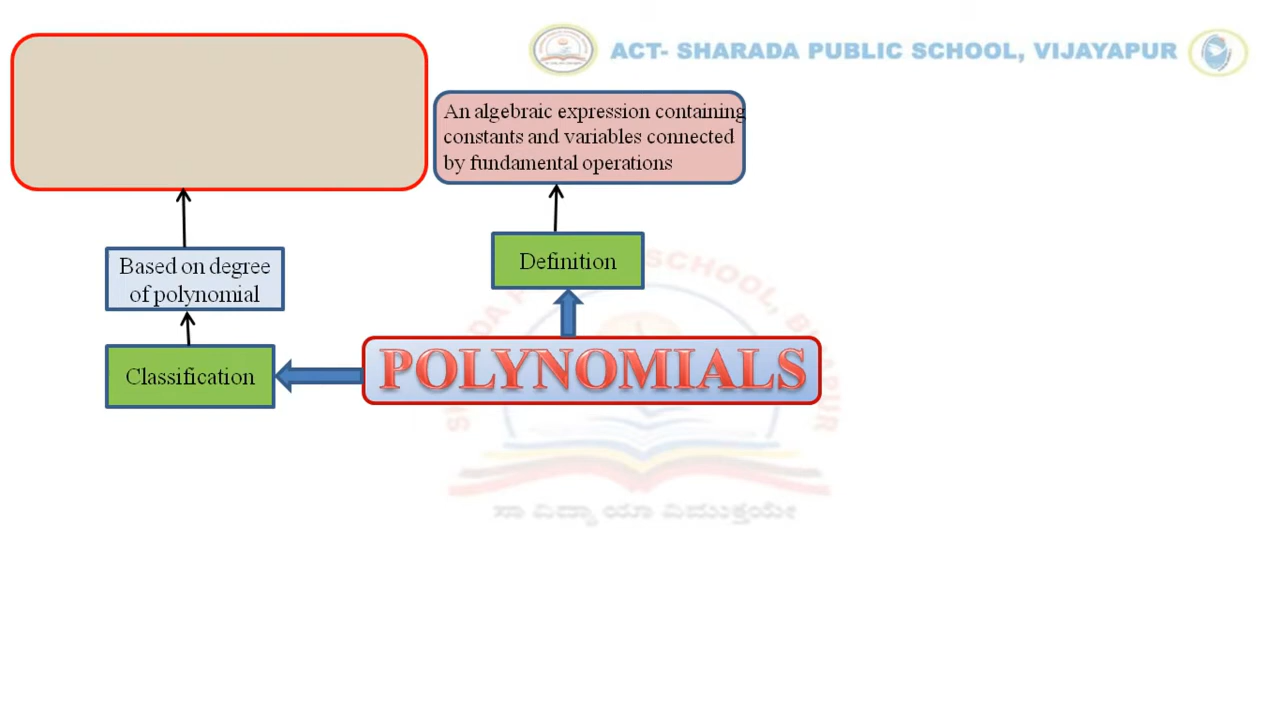 ACT- SHARADA PUBLIC SCHOOL, VIJAYAPUR
An algebraic expression containing
constants and variables connected
by fundamental operations
Based on degree
of polynomial
Definition
Classification
POLYNOMIALS
ಸಾ ವಿದ್ಯಾ ಯಾ ವಿಮುಕ್ತಯೇ